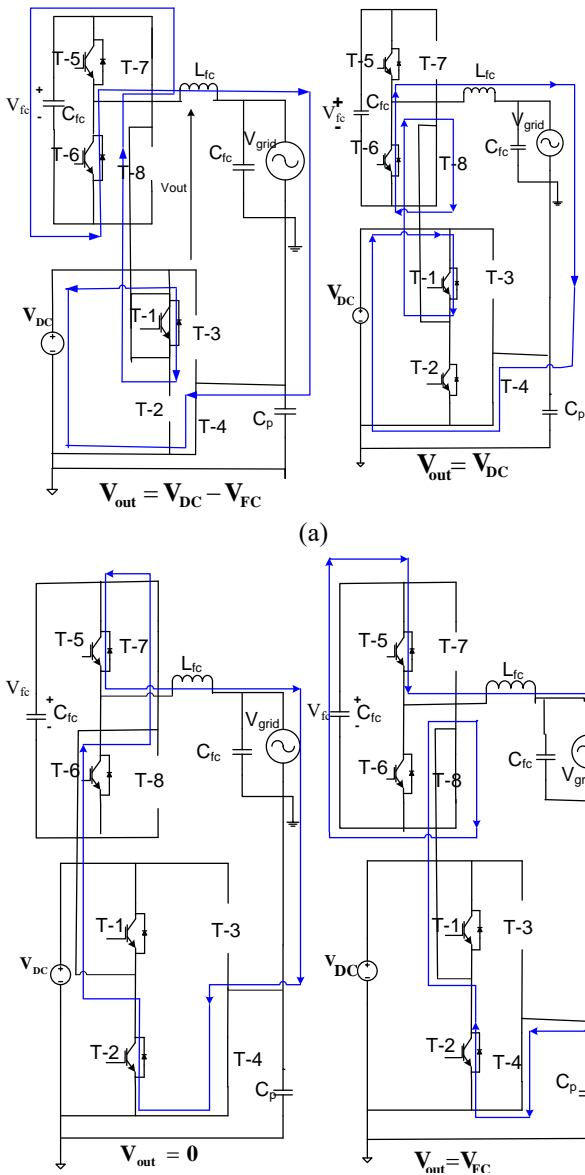 T-5
T-7
L_fc
V_fc
+
-
C_fc
T-6
T-8
V_grid
C_fc
Vout
V_DC
T-1
T-3
T-2
T-4
C_p
V_out = V_DC – V_FC
T-5
T-7
L_fc
V_fc
+
-
C_fc
T-6
T-8
V_grid
C_fc
V_DC
T-1
T-3
T-2
T-4
C_p
V_out = V_DC
(a)
T-5
T-7
L_fc
V_fc
+
-
C_fc
T-6
T-8
V_grid
C_fc
V_DC
T-1
T-3
T-2
T-4
C_p
V_out = 0
T-5
T-7
L_fc
V_fc
+
-
C_fc
T-6
T-8
C_fc
V_gr
V_DC
T-1
T-3
T-2
T-4
C_p
V_out = V_FC